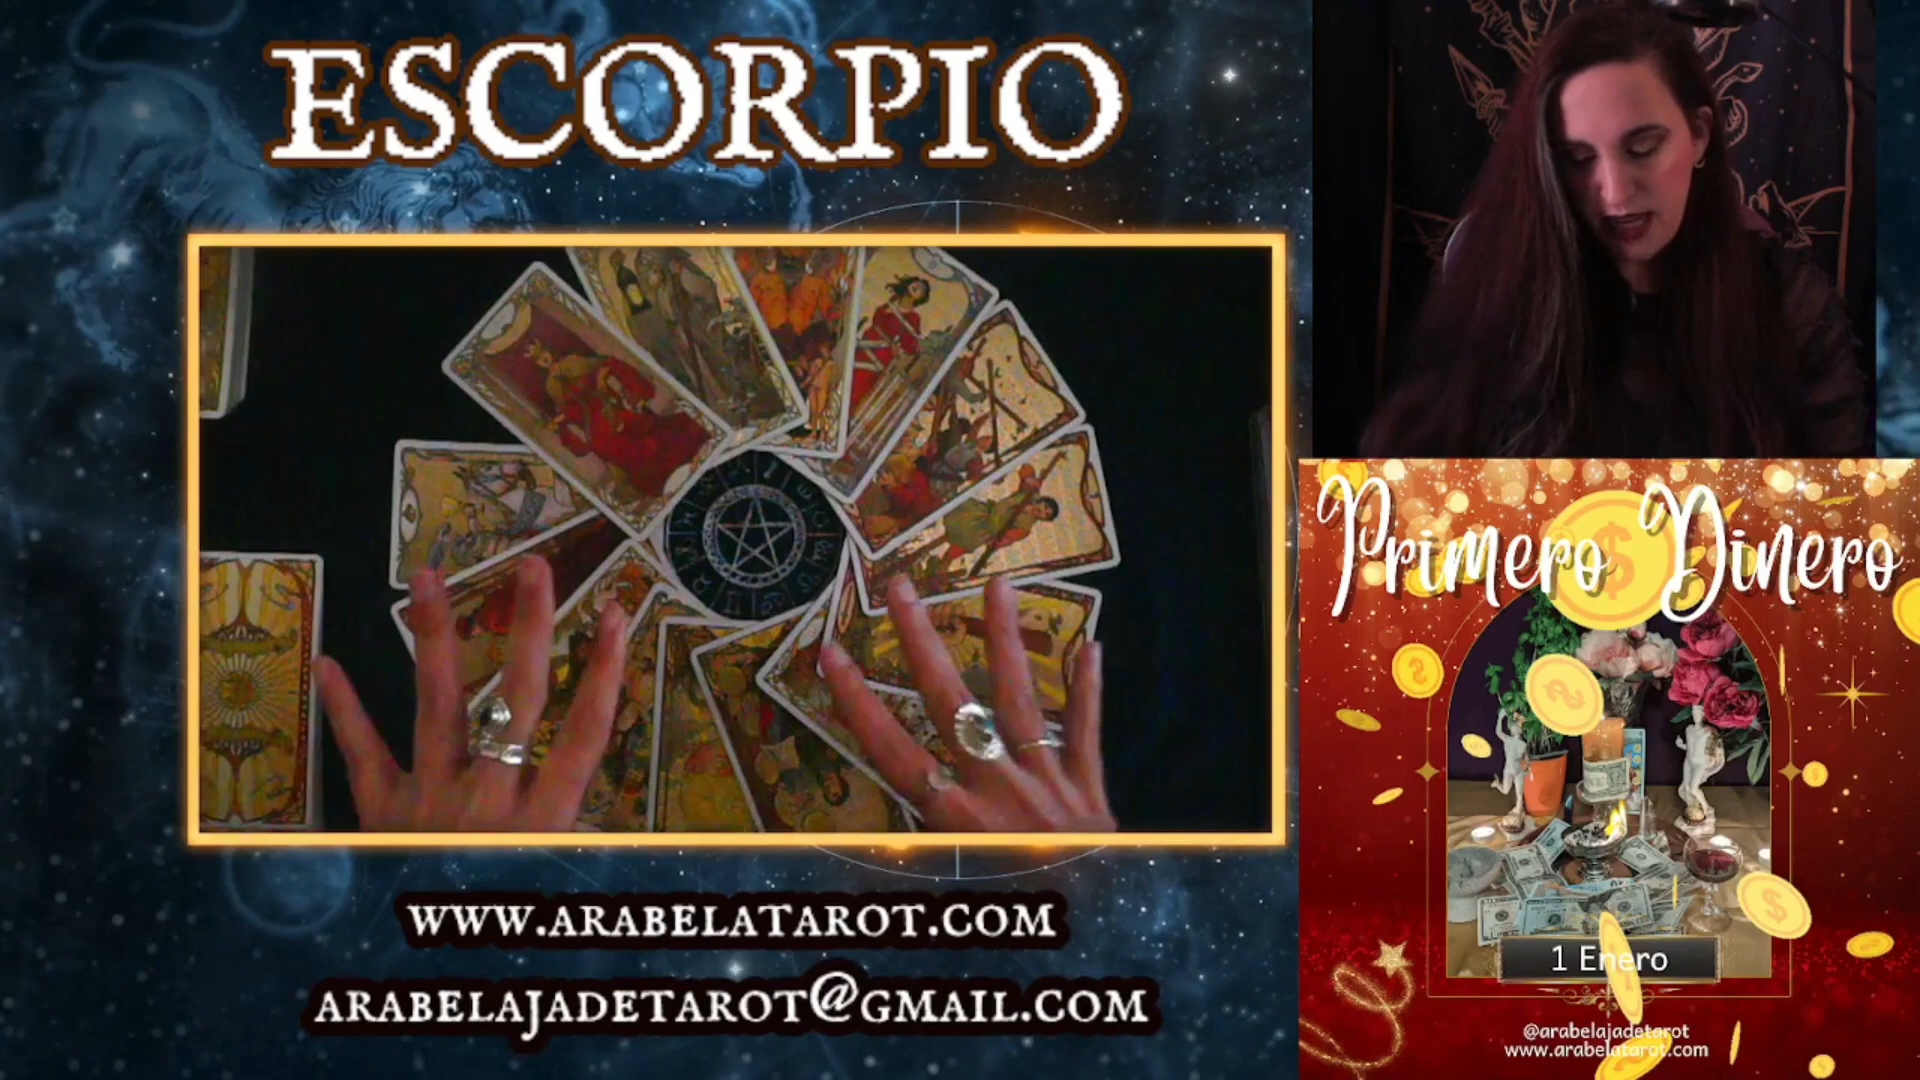 ESCORPIO
WWW.ARABELATAROT.COM
ARABELAJADETAROT@GMAIL.COM
Primero Dinero
1 Enero
@arabelajadetarot
www.arabelatarot.com